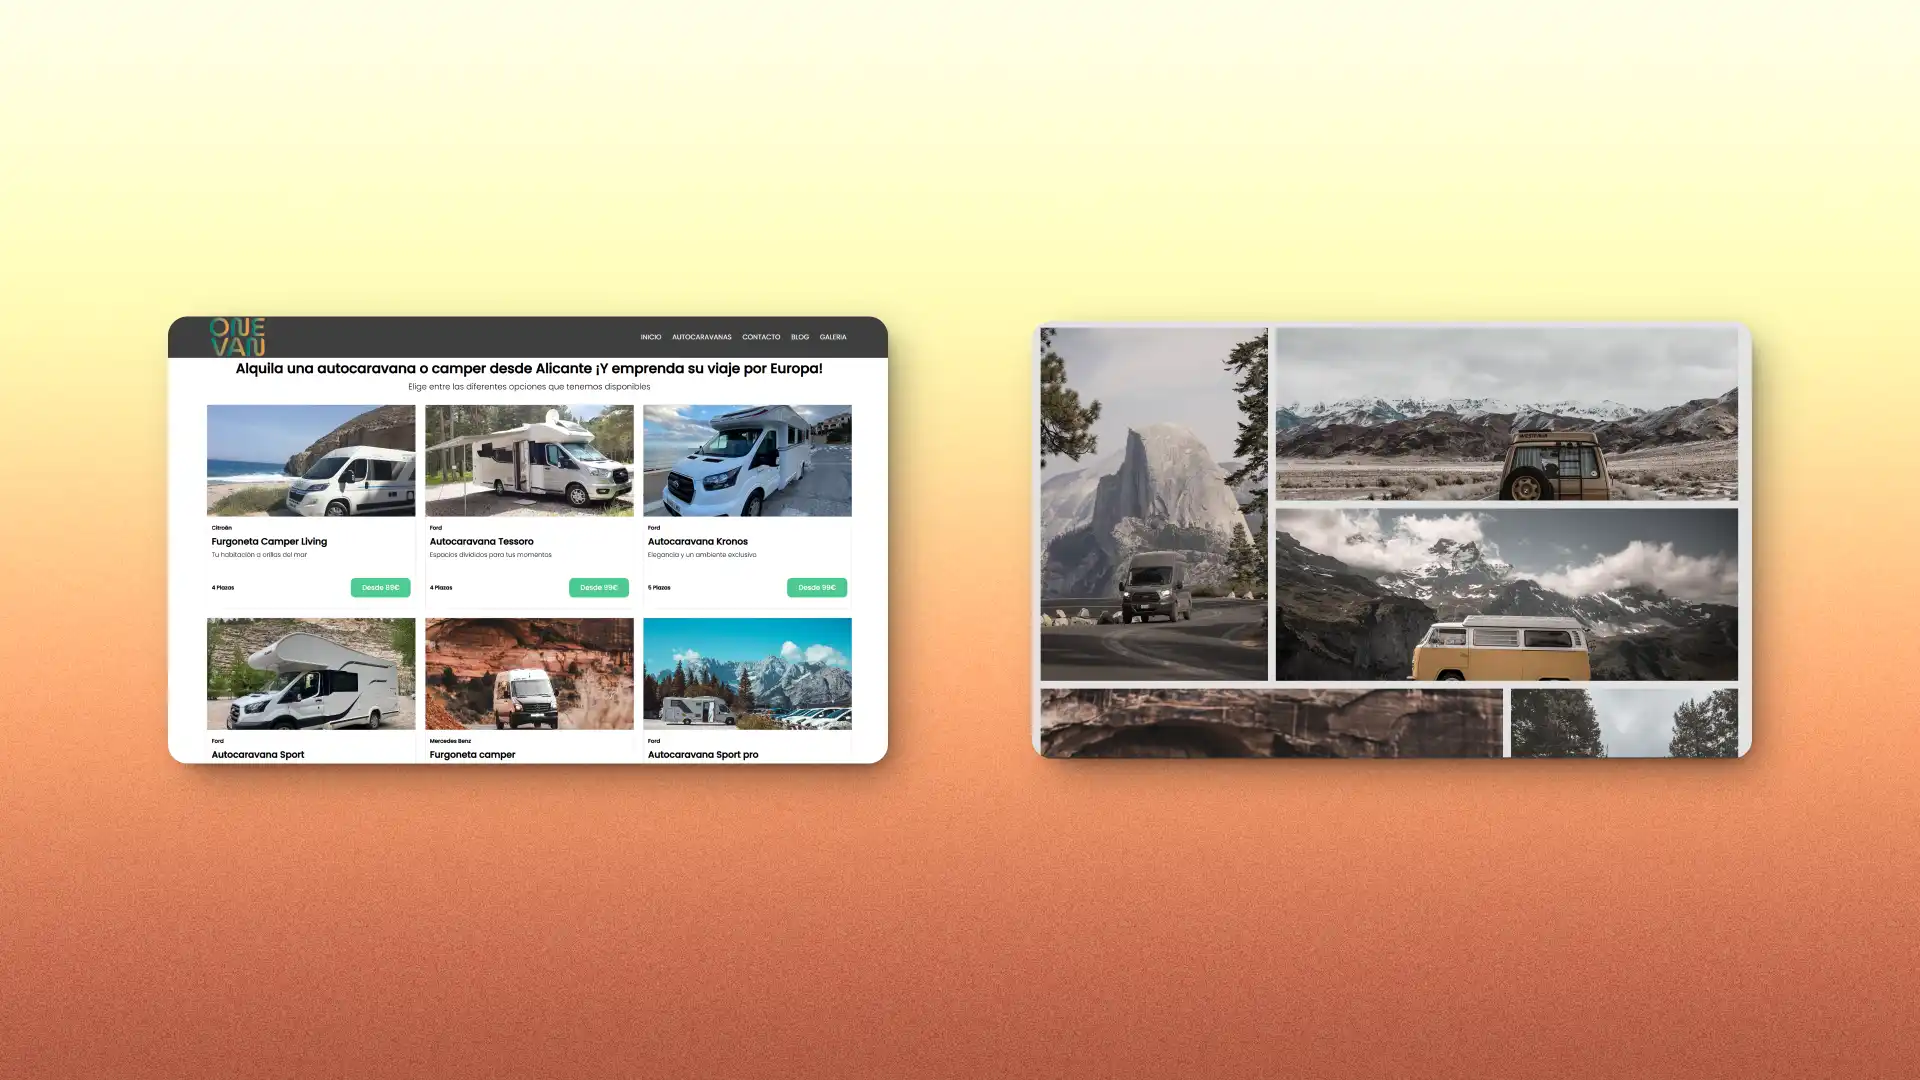 ONE
VAN
INICIO AUTOCARAVANAS CONTACTO BLOG GALERIA
Alquila una autocaravana o camper desde Alicante ¡Y emprenda su viaje por Europa!
Elige entre las diferentes opciones que tenemos disponibles
Citroën
Furgoneta Camper Living
Tu habitación a orillas del mar
4 Plazas
Desde 89€
Ford
Autocaravana Tessoro
Espacios divididos para tus momentos
4 Plazas
Desde 99€
Ford
Autocaravana Kronos
Elegancia y un ambiente exclusivo
5 Plazas
Desde 99€
Ford
Autocaravana Sport
Mercedes Benz
Furgoneta camper
Ford
Autocaravana Sport pro